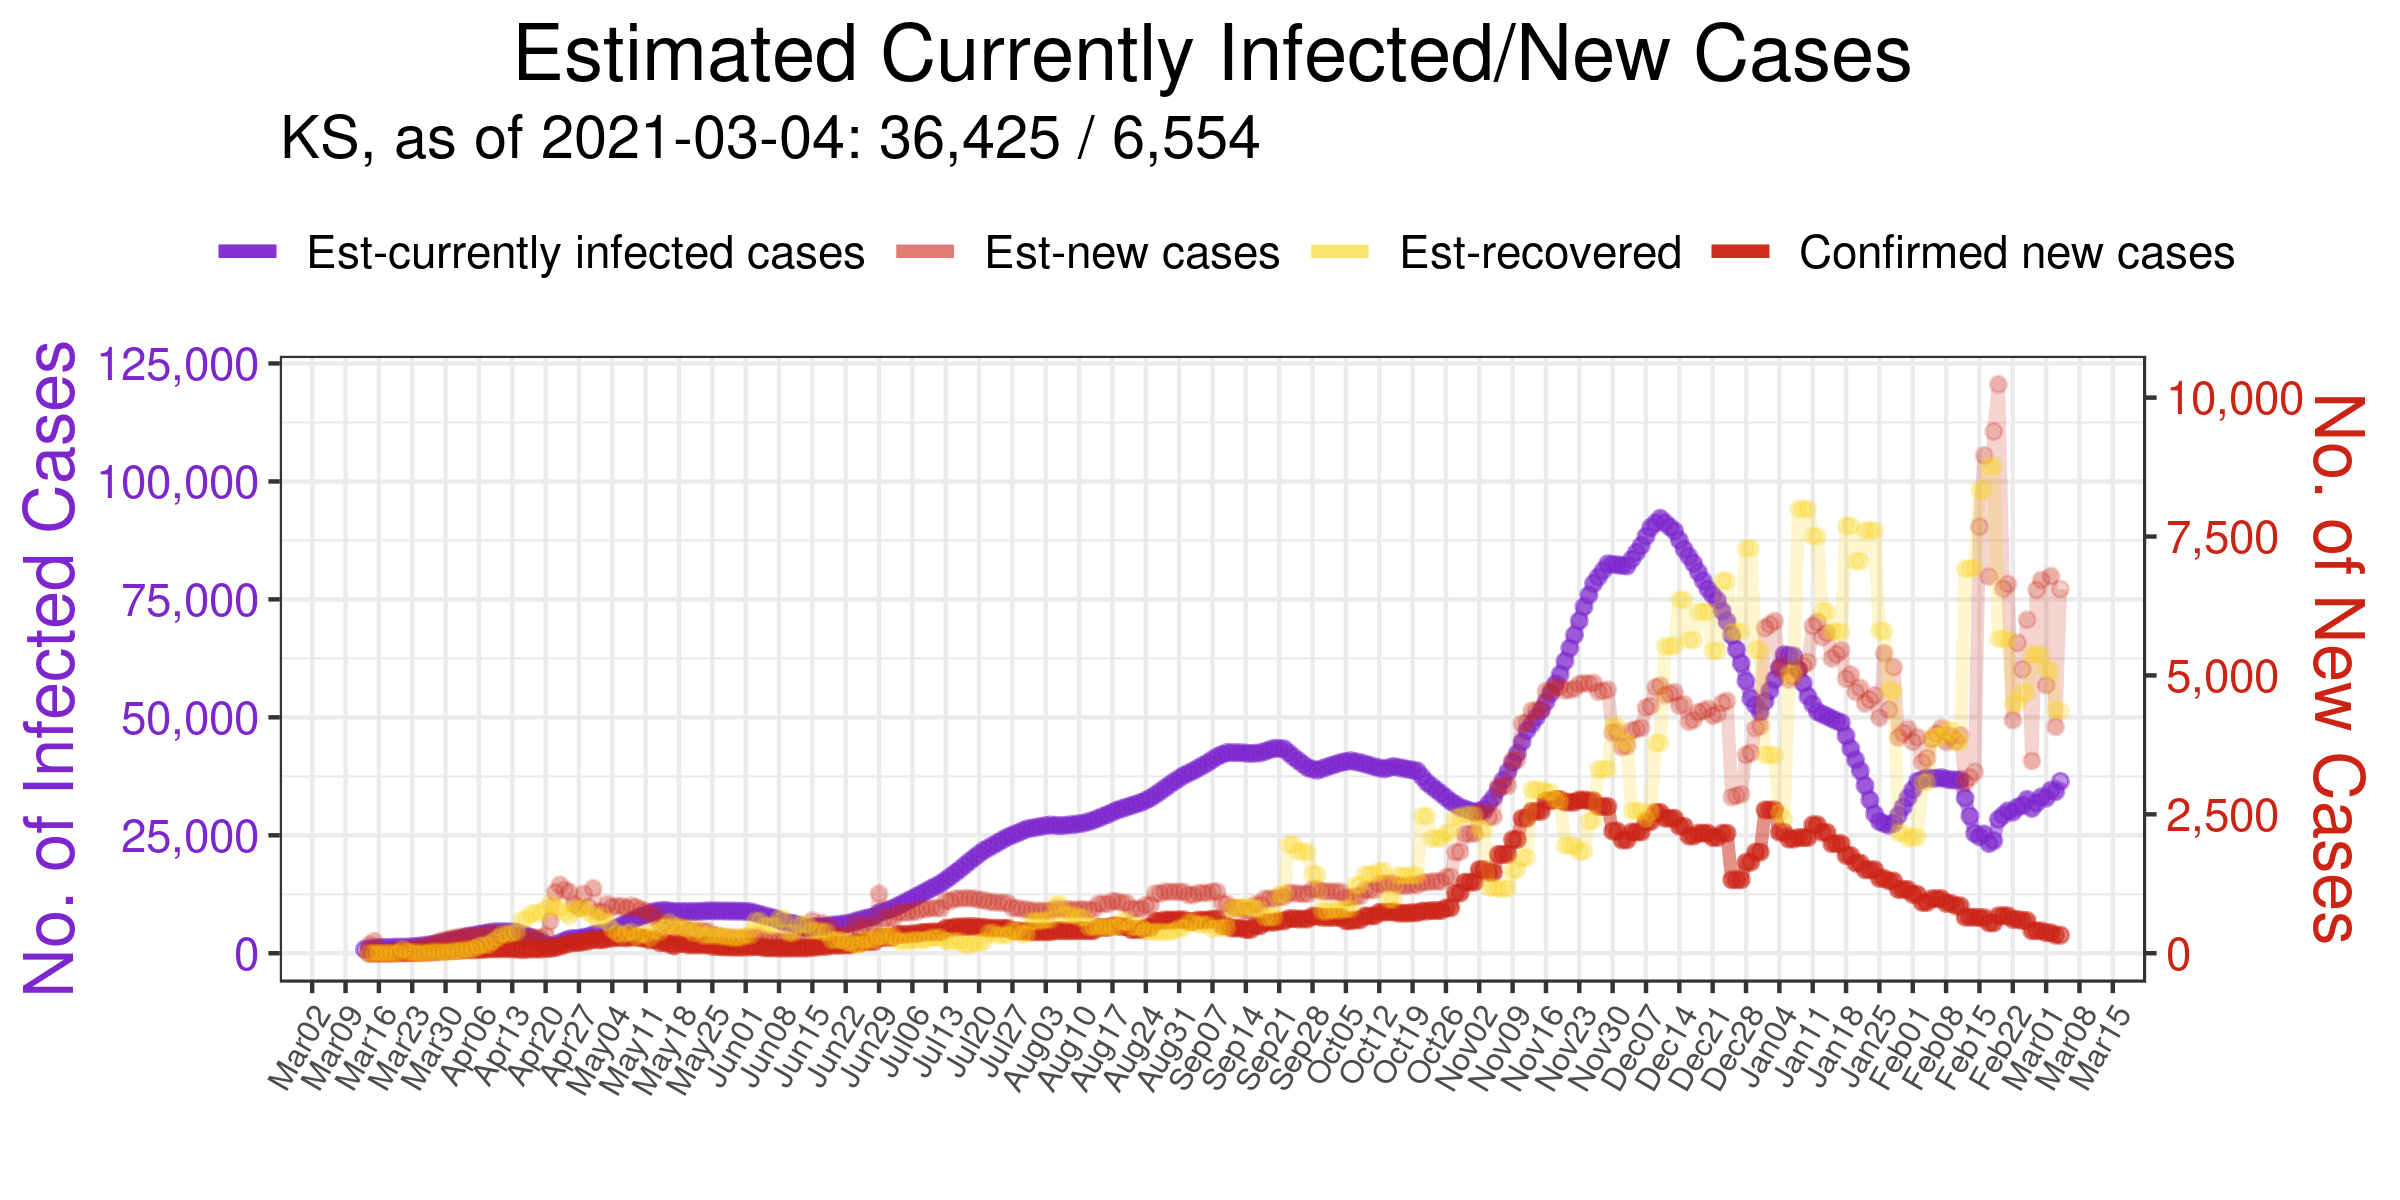 Estimated Currently Infected/New Cases
KS, as of 2021-03-04: 36,425 / 6,554
Est-currently infected cases Est-new cases Est-recovered Confirmed new cases
No. of Infected Cases
125,000
100,000
75,000
50,000
25,000
0
10,000
7,500
5,000
2,500
0
No. of New Cases
Mar02 Mar09 Mar16 Mar23 Mar30 Apr06 Apr13 Apr20 Apr27 May04 May11 May18 May25 Jun01 Jun08 Jun15 Jun22 Jun29 Jul06 Jul13 Jul20 Jul27 Aug03 Aug10 Aug17 Aug24 Aug31 Sep07 Sep14 Sep21 Sep28 Oct05 Oct12 Oct19 Oct26 Nov02 Nov09 Nov16 Nov23 Nov30 Dec07 Dec14 Dec21 Dec28 Jan04 Jan11 Jan18 Jan25 Feb01 Feb08 Feb15 Feb22 Mar01 Mar08 Mar15